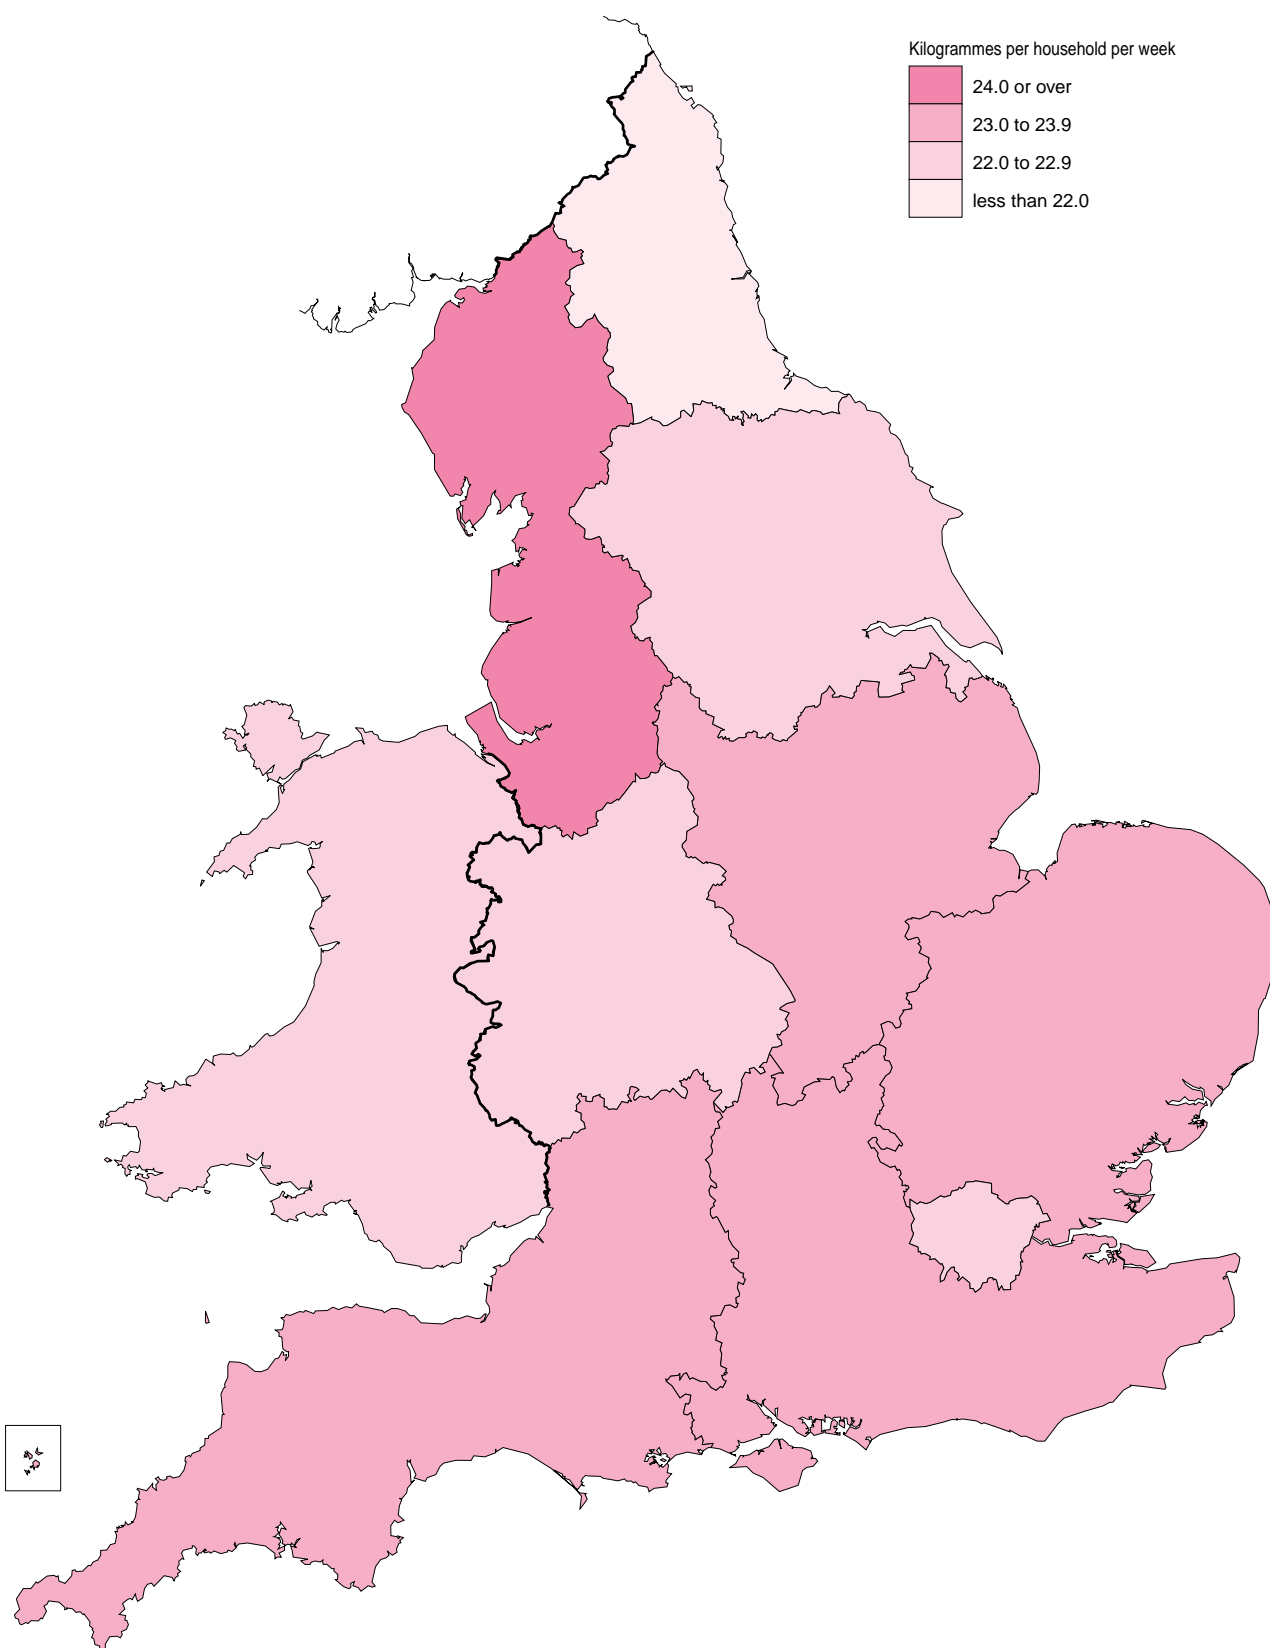 Kilogrammes per household per week
24.0 or over
23.0 to 23.9
22.0 to 22.9
less than 22.0